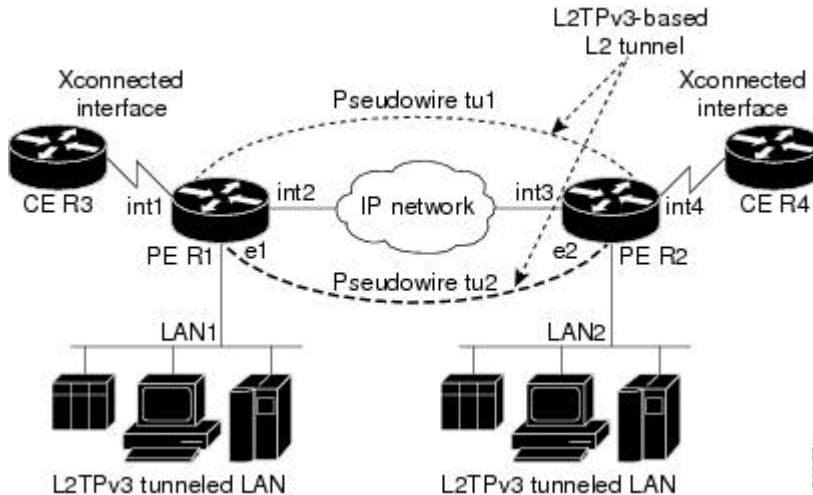 L2TPv3-based
L2 tunnel
Xconnected
interface
Xconnected
interface
Pseudowire tu1
CE R3
int1
int2
IP network
int3
int4
CE R4
PE R1
e1
Pseudowire tu2
e2
PE R2
LAN1
LAN2
L2TPv3 tunneled LAN
L2TPv3 tunneled LAN